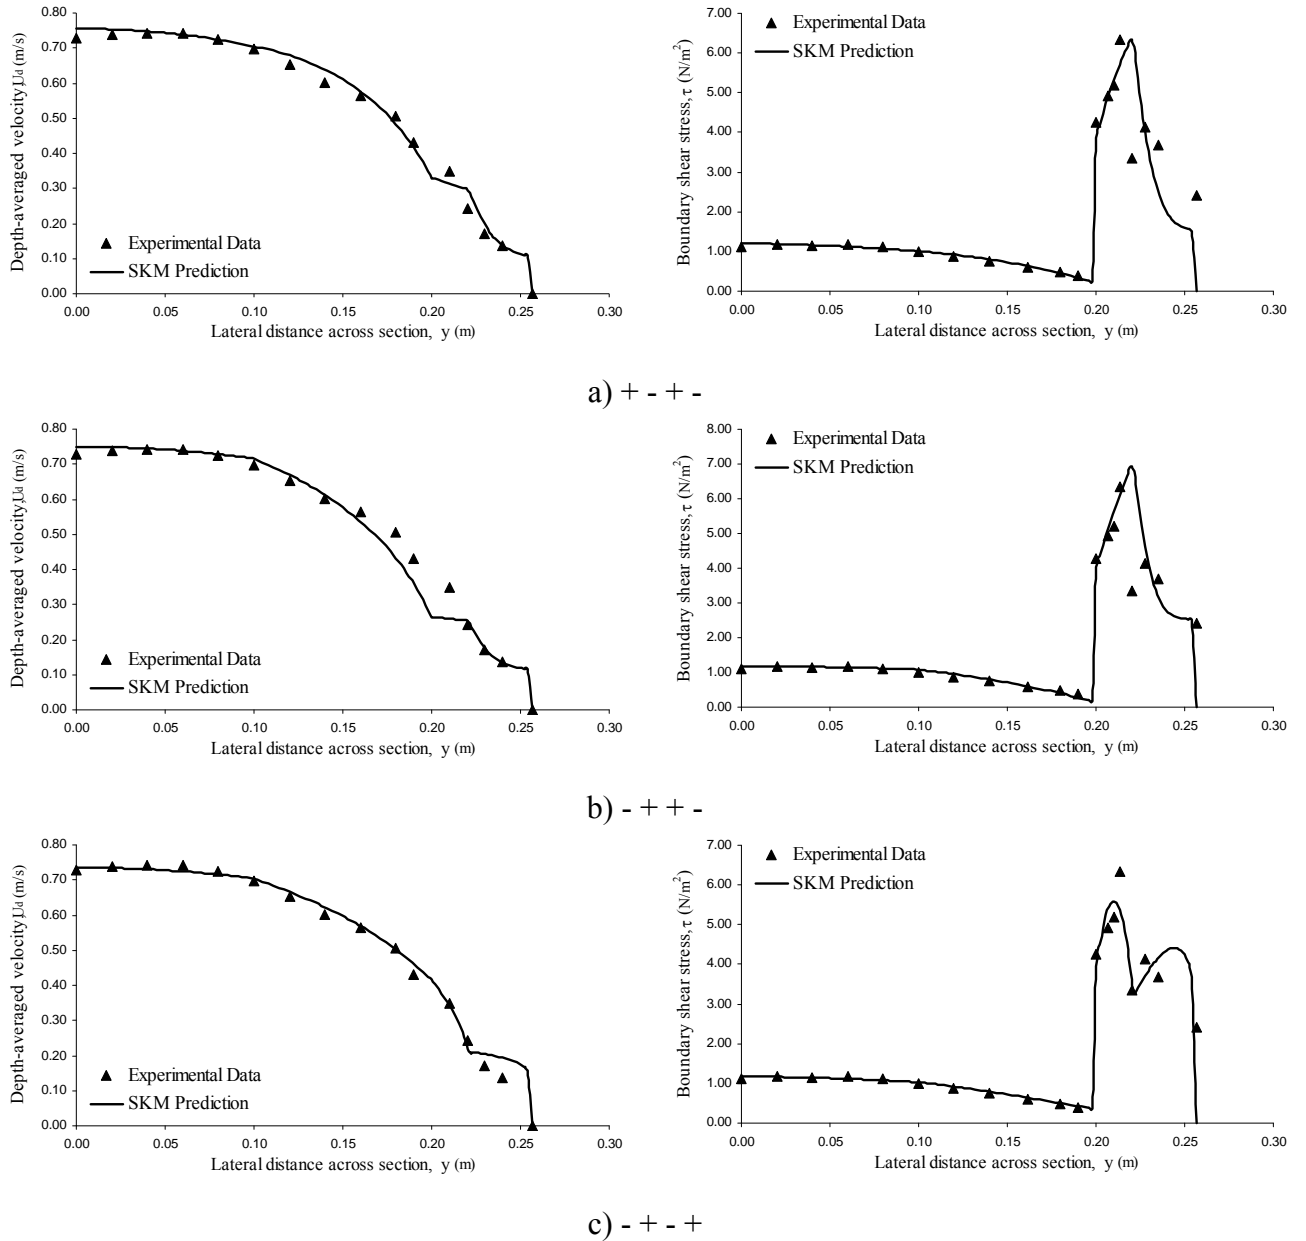 0.80
0.70
0.60
0.50
0.40
0.30
0.20
0.10
0.00
Depth-averaged velocity,Ud (m/s)
Experimental Data
SKM Prediction
0.00 0.05 0.10 0.15 0.20 0.25 0.30
Lateral distance across section, y (m)
7.00
6.00
5.00
4.00
3.00
2.00
1.00
0.00
Boundary shear stress, τ (N/m²)
Experimental Data
SKM Prediction
0.00 0.05 0.10 0.15 0.20 0.25 0.30
Lateral distance across section, y (m)
a) + - + -
0.80
0.70
0.60
0.50
0.40
0.30
0.20
0.10
0.00
Depth-averaged velocity,Ud (m/s)
Experimental Data
SKM Prediction
0.00 0.05 0.10 0.15 0.20 0.25 0.30
Lateral distance across section, y (m)
8.00
7.00
6.00
5.00
4.00
3.00
2.00
1.00
0.00
Boundary shear stress, τ (N/m²)
Experimental Data
SKM Prediction
0.00 0.05 0.10 0.15 0.20 0.25 0.30
Lateral distance across section, y (m)
b) - + + -
0.80
0.70
0.60
0.50
0.40
0.30
0.20
0.10
0.00
Depth-averaged velocity,Ud (m/s)
Experimental Data
SKM Prediction
0.00 0.05 0.10 0.15 0.20 0.25 0.30
Lateral distance across section, y (m)
7.00
6.00
5.00
4.00
3.00
2.00
1.00
0.00
Boundary shear stress, τ (N/m²)
Experimental Data
SKM Prediction
0.00 0.05 0.10 0.15 0.20 0.25 0.30
Lateral distance across section, y (m)
c) - + - +